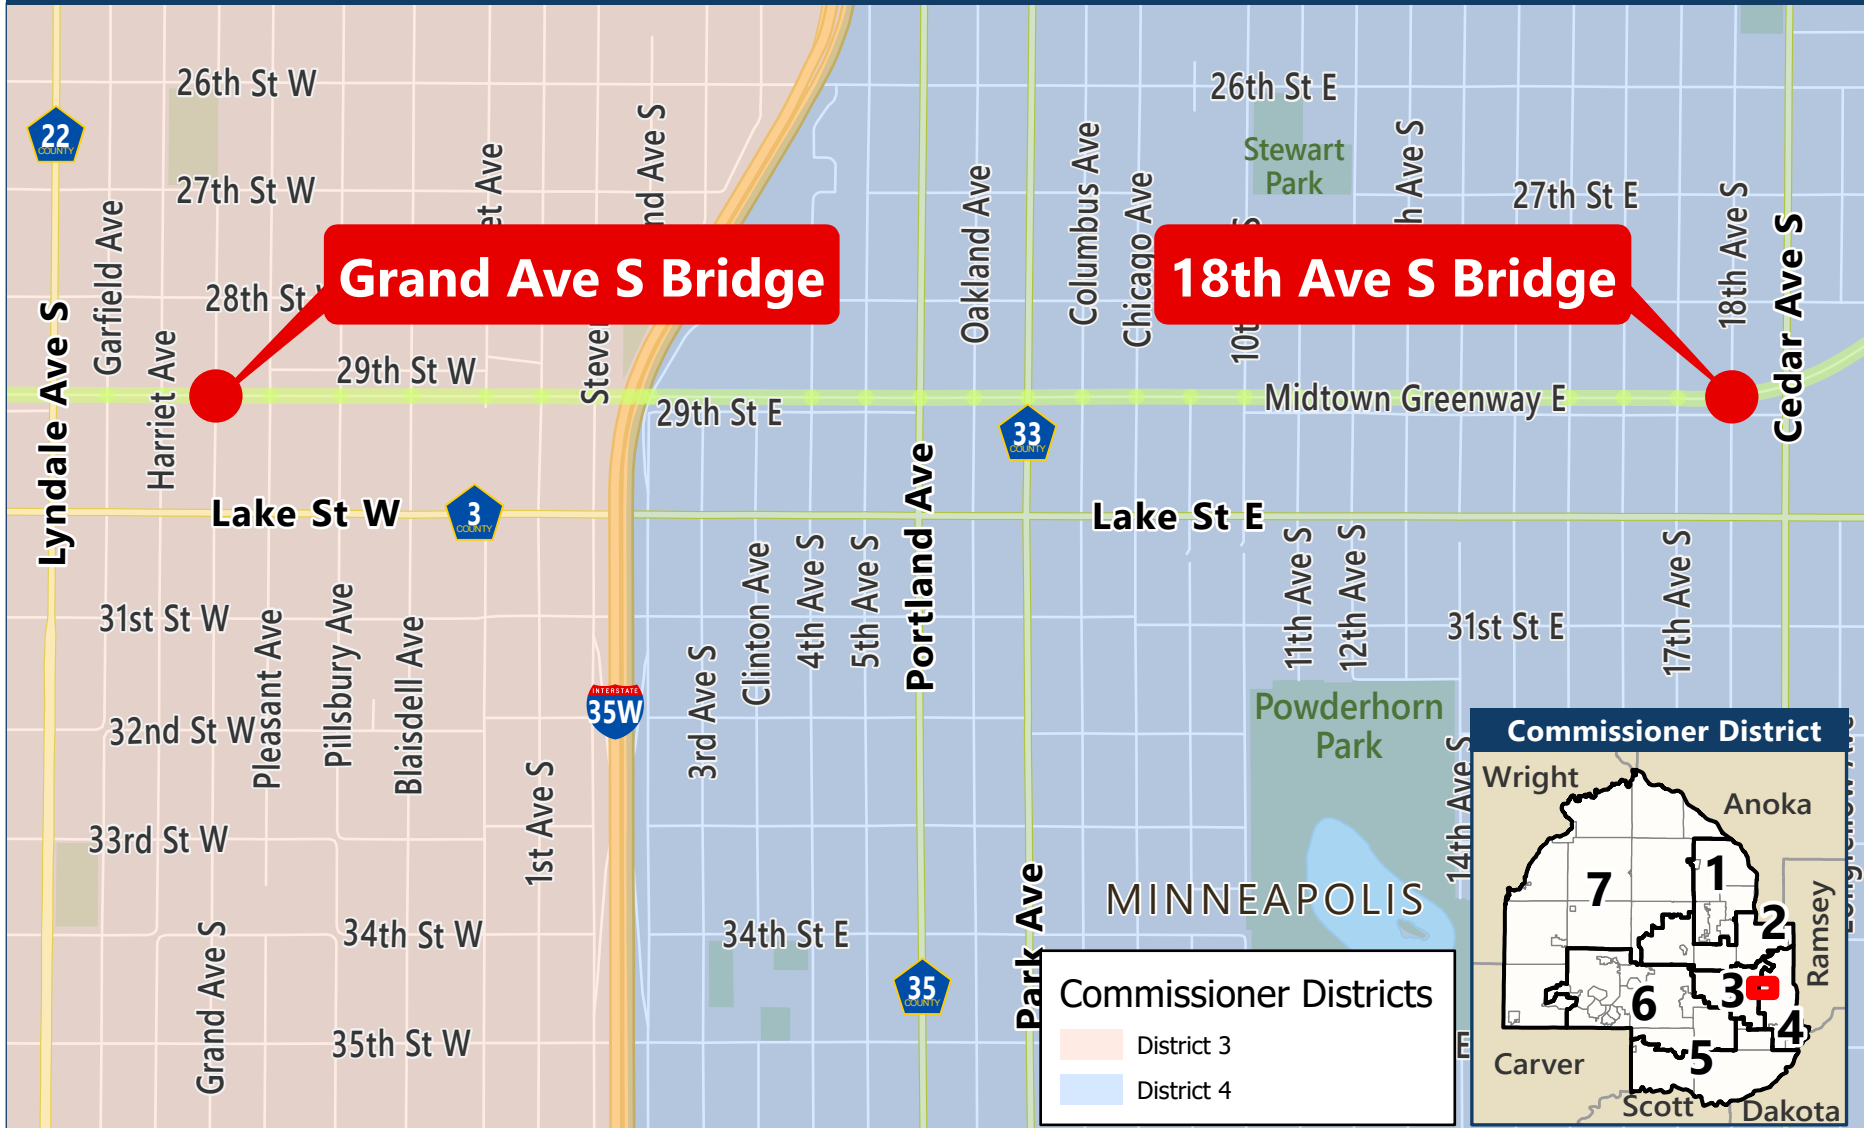 26th St W
26th St E
22
COUNTY
Stewart
Park
27th St W
27th St E
Garfield Ave
Oakland Ave
Columbus Ave
Chicago Ave
18th Ave S
Cedar Ave S
Grand Ave S Bridge
18th Ave S Bridge
28th St
Lyndale Ave S
Harriet Ave
29th St W
29th St E
Midtown Greenway E
33
COUNTY
Lake St W
3
COUNTY
Lake St E
Portland Ave
31st St W
31st St E
Pleasant Ave
Pillsbury Ave
Blaisdell Ave
Clinton Ave
4th Ave S
5th Ave S
11th Ave S
12th Ave S
17th Ave S
INTERSTATE
35W
3rd Ave S
32nd St W
Powderhorn
Park
14th Ave S
33rd St W
1st Ave S
MINNEAPOLIS
34th St W
34th St E
Park Ave
Grand Ave S
35
COUNTY
35th St W
E
Commissioner Districts
District 3
District 4
Commissioner District
Wright
Anoka
Ramsey
Carver
Scott
Dakota
1
2
3
4
5
6
7